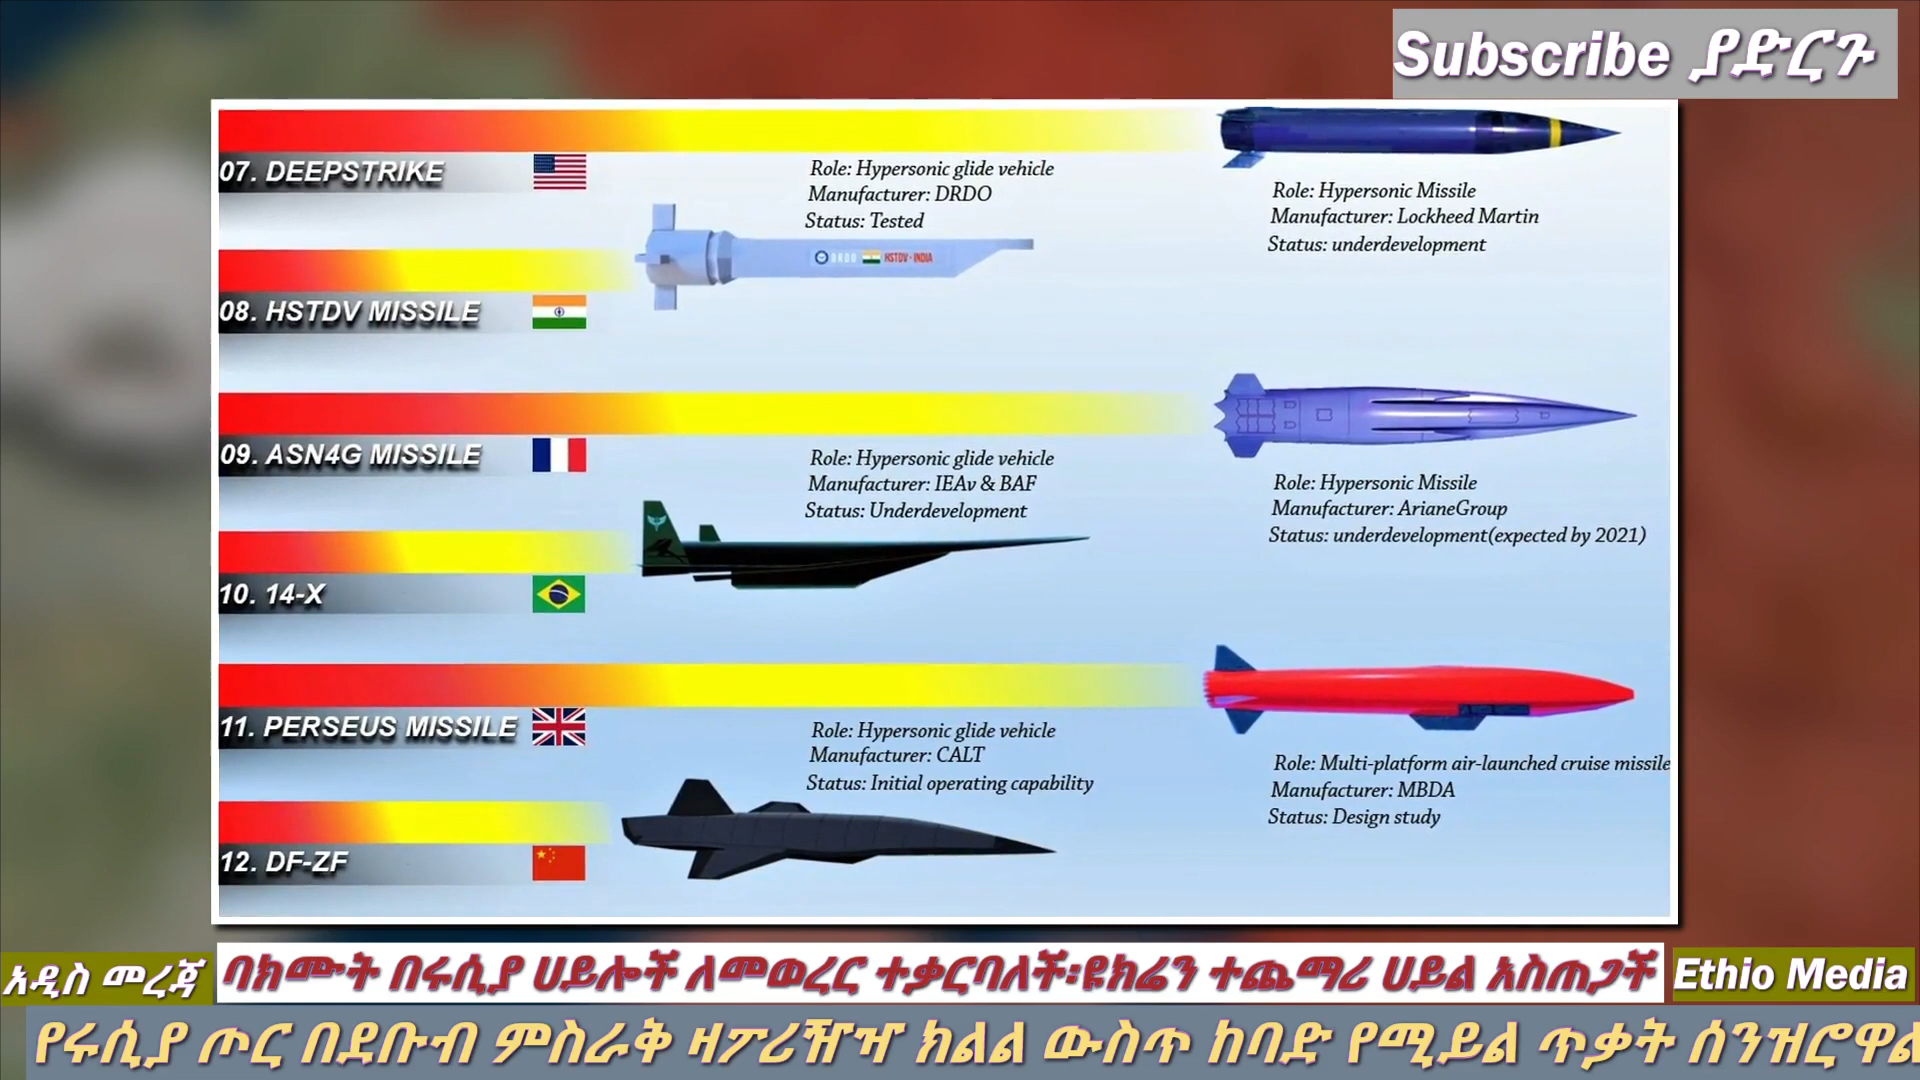 Subscribe ያድርጉ
07. DEEPSTRIKE
Role: Hypersonic glide vehicle
Manufacturer: DRDO
Status: Tested
Role: Hypersonic Missile
Manufacturer: Lockheed Martin
Status: underdevelopment
DRDO HSTDV - INDIA
08. HSTDV MISSILE
09. ASN4G MISSILE
Role: Hypersonic glide vehicle
Manufacturer: IEAv & BAF
Status: Underdevelopment
Role: Hypersonic Missile
Manufacturer: ArianeGroup
Status: underdevelopment(expected by 2021)
10. 14-X
11. PERSEUS MISSILE
Role: Hypersonic glide vehicle
Manufacturer: CALT
Status: Initial operating capability
Role: Multi-platform air-launched cruise missile
Manufacturer: MBDA
Status: Design study
12. DF-ZF
አዲስ መረጃ
ባክሙት በሩሲያ ሀይሎች ለመወረር ተቃርባለች፡ዩክሬን ተጨማሪ ሀይል አስጠጋች
Ethio Media
የሩሲያ ጦር በደቡብ ምስራቅ ዛፖሪዥዣ ክልል ውስጥ ከባድ የሚይል ጥቃት ሰንዝሮዋል